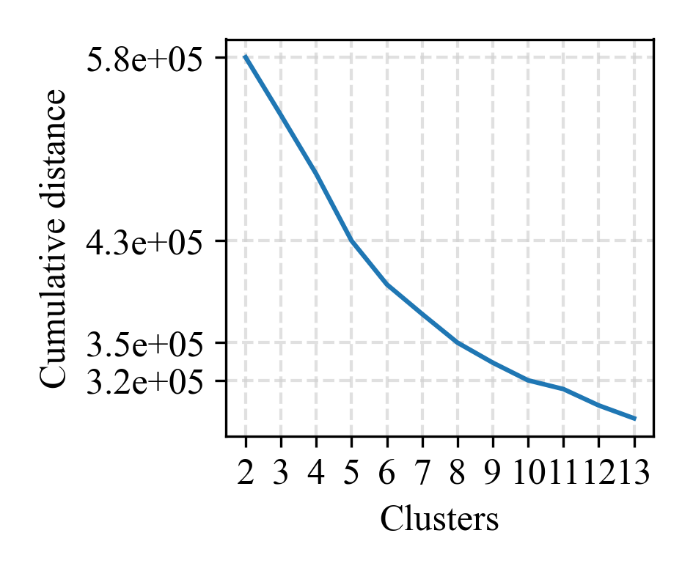 Cumulative distance
5.8e+05
4.3e+05
3.5e+05
3.2e+05
2 3 4 5 6 7 8 9 10 11 12 13
Clusters